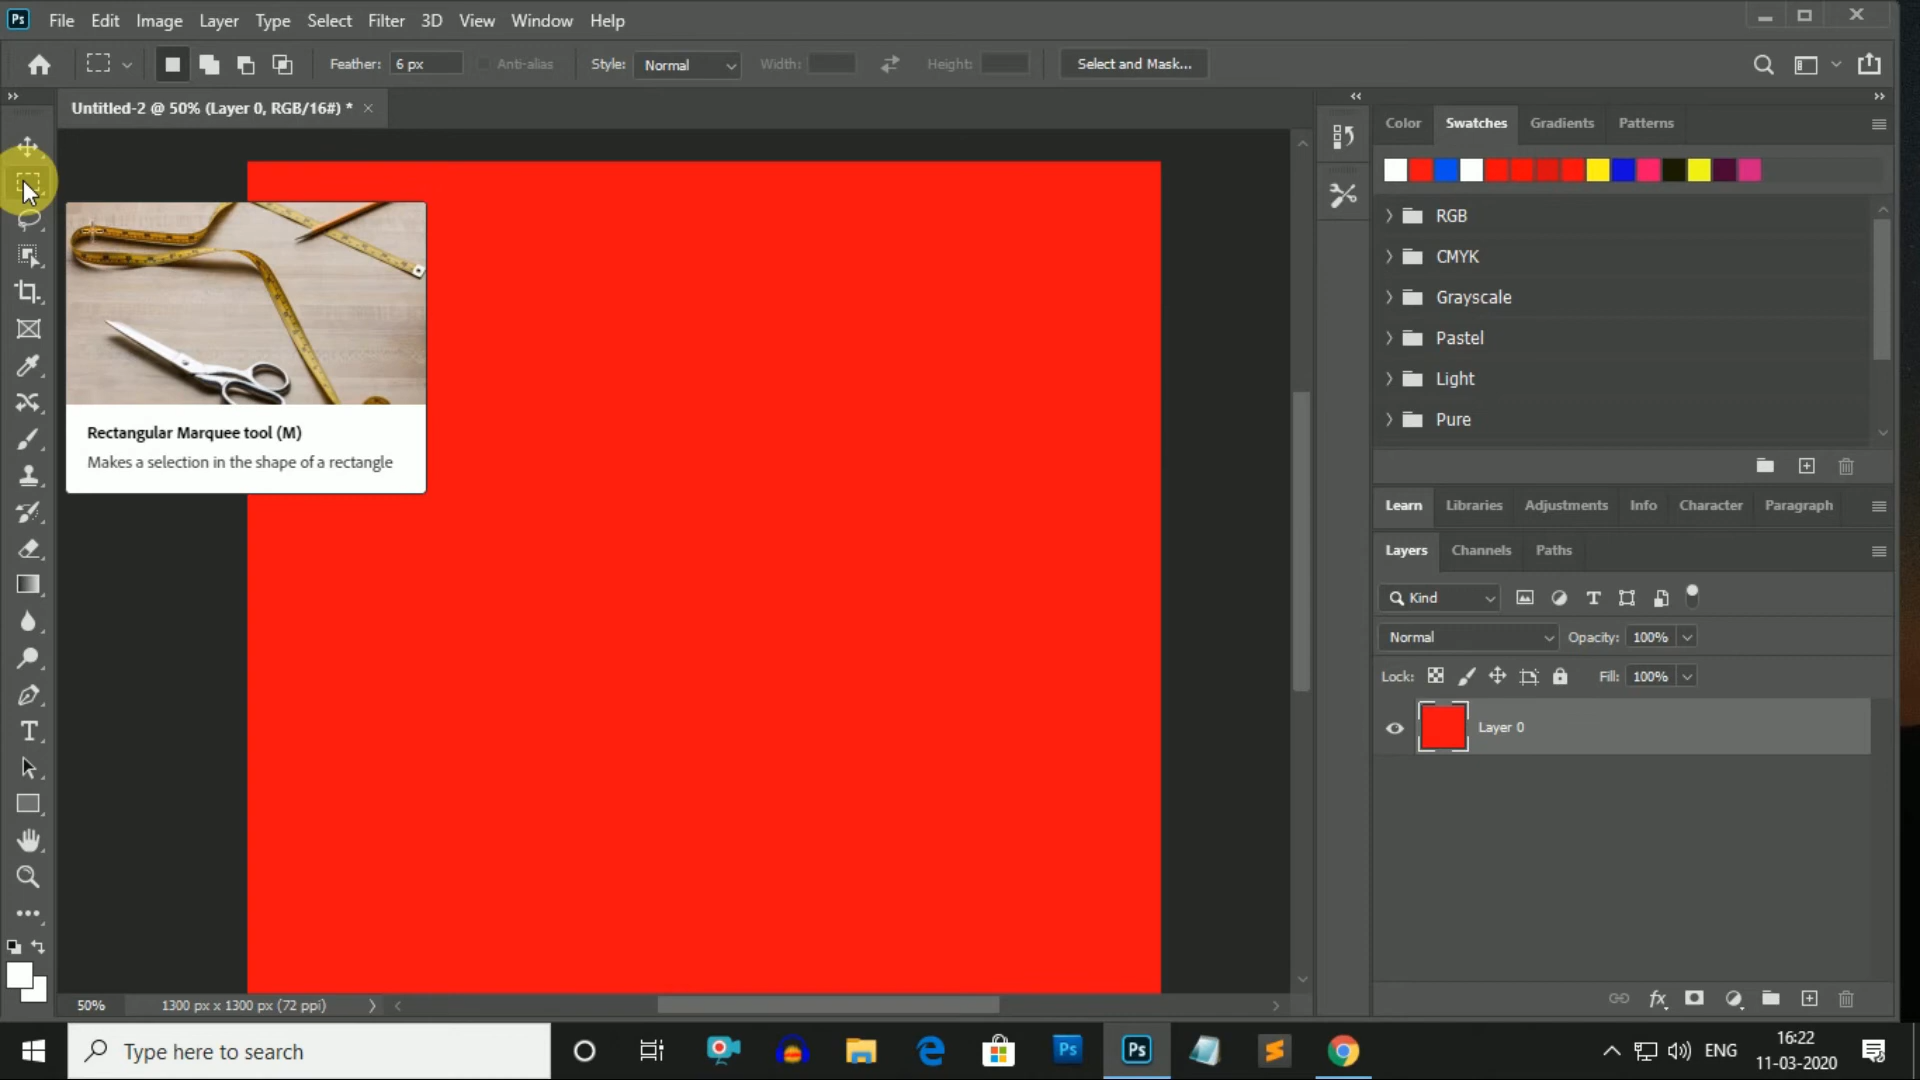 Ps File Edit Image Layer Type Select Filter 3D View Window Help
Feather: 6 px Anti-alias Style: Normal Width: Height: Select and Mask...
Untitled-2 @ 50% (Layer 0, RGB/16#) *
Color Swatches Gradients Patterns
RGB
CMYK
Grayscale
Pastel
Light
Pure
Rectangular Marquee tool (M)
Makes a selection in the shape of a rectangle
Learn Libraries Adjustments Info Character Paragraph
Layers Channels Paths
Kind
Normal Opacity: 100%
Lock: Fill: 100%
Layer 0
50% 1300 px x 1300 px (72 ppi)
Type here to search
Ps
Ps
ENG
16:22
11-03-2020